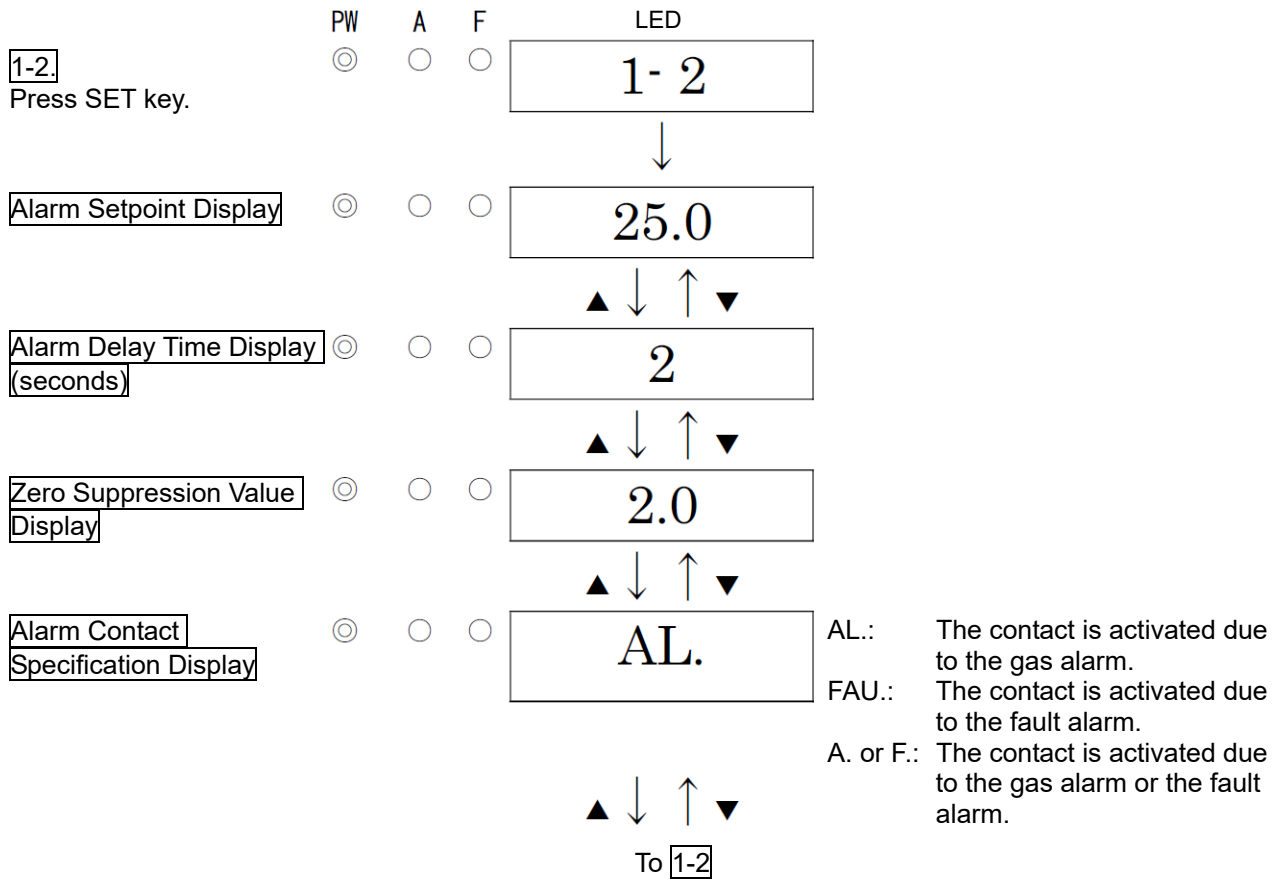 PW A F LED
1-2.
Press SET key.
1- 2
↓
Alarm Setpoint Display
25.0
▲ ↓ ↑ ▼
Alarm Delay Time Display
(seconds)
2
▲ ↓ ↑ ▼
Zero Suppression Value
Display
2.0
▲ ↓ ↑ ▼
Alarm Contact
Specification Display
AL.
AL.: The contact is activated due
to the gas alarm.
FAU.: The contact is activated due
to the fault alarm.
A. or F.: The contact is activated due
to the gas alarm or the fault
alarm.
▲ ↓ ↑ ▼
To 1-2